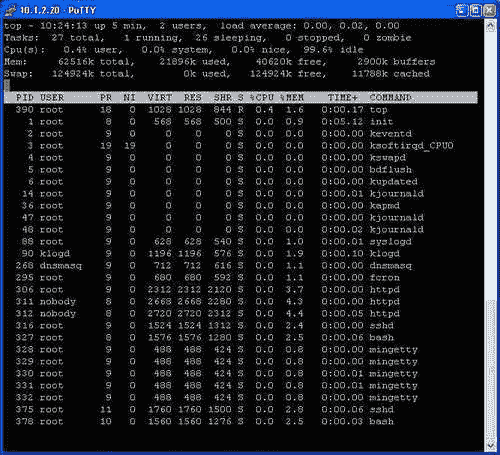 10.1.2.20 - PuTTY
top - 10:24:13 up 5 min, 2 users, load average: 0.00, 0.02, 0.00
Tasks: 27 total, 1 running, 26 sleeping, 0 stopped, 0 zombie
Cpu(s): 0.4% user, 0.0% system, 0.0% nice, 99.6% idle
Mem: 62516k total, 21896k used, 40620k free, 2900k buffers
Swap: 124924k total, 0k used, 124924k free, 11788k cached
PID USER PR NI VIRT RES SHR S %CPU %MEM TIME+ COMMAND
390 root 18 0 1028 1028 844 R 0.4 1.6 0:00.17 top
1 root 8 0 568 568 500 S 0.0 0.9 0:05.12 init
2 root 9 0 0 0 0 S 0.0 0.0 0:00.00 keventd
3 root 19 19 0 0 0 S 0.0 0.0 0:00.00 ksoftirqd_CPU0
4 root 9 0 0 0 0 S 0.0 0.0 0:00.00 kswapd
5 root 9 0 0 0 0 S 0.0 0.0 0:00.00 bdflush
6 root 9 0 0 0 0 S 0.0 0.0 0:00.00 kupdated
14 root 9 0 0 0 0 S 0.0 0.0 0:00.01 kjournald
36 root 9 0 0 0 0 S 0.0 0.0 0:00.00 kapmd
47 root 9 0 0 0 0 S 0.0 0.0 0:00.00 kjournald
48 root 9 0 0 0 0 S 0.0 0.0 0:00.02 kjournald
88 root 9 0 628 628 540 S 0.0 1.0 0:00.01 syslogd
90 klogd 9 0 1196 1196 576 S 0.0 1.9 0:00.10 klogd
268 dnsmasq 9 0 712 712 616 S 0.0 1.1 0:00.00 dnsmasq
295 root 9 0 680 680 592 S 0.0 1.1 0:00.00 fcron
306 root 9 0 2312 2312 2120 S 0.0 3.7 0:00.00 httpd
311 nobody 8 0 2668 2668 2280 S 0.0 4.3 0:00.00 httpd
312 nobody 9 0 2720 2720 2312 S 0.0 4.4 0:00.05 httpd
316 root 9 0 1524 1524 1312 S 0.0 2.4 0:00.00 sshd
327 root 8 0 1576 1576 1280 S 0.0 2.5 0:00.06 bash
328 root 9 0 488 488 424 S 0.0 0.8 0:00.00 mingetty
329 root 9 0 488 488 424 S 0.0 0.8 0:00.00 mingetty
330 root 9 0 488 488 424 S 0.0 0.8 0:00.01 mingetty
331 root 9 0 488 488 424 S 0.0 0.8 0:00.01 mingetty
332 root 9 0 488 488 424 S 0.0 0.8 0:00.00 mingetty
375 root 11 0 1760 1760 1500 S 0.0 2.8 0:00.06 sshd
378 root 10 0 1560 1560 1276 S 0.0 2.5 0:00.03 bash